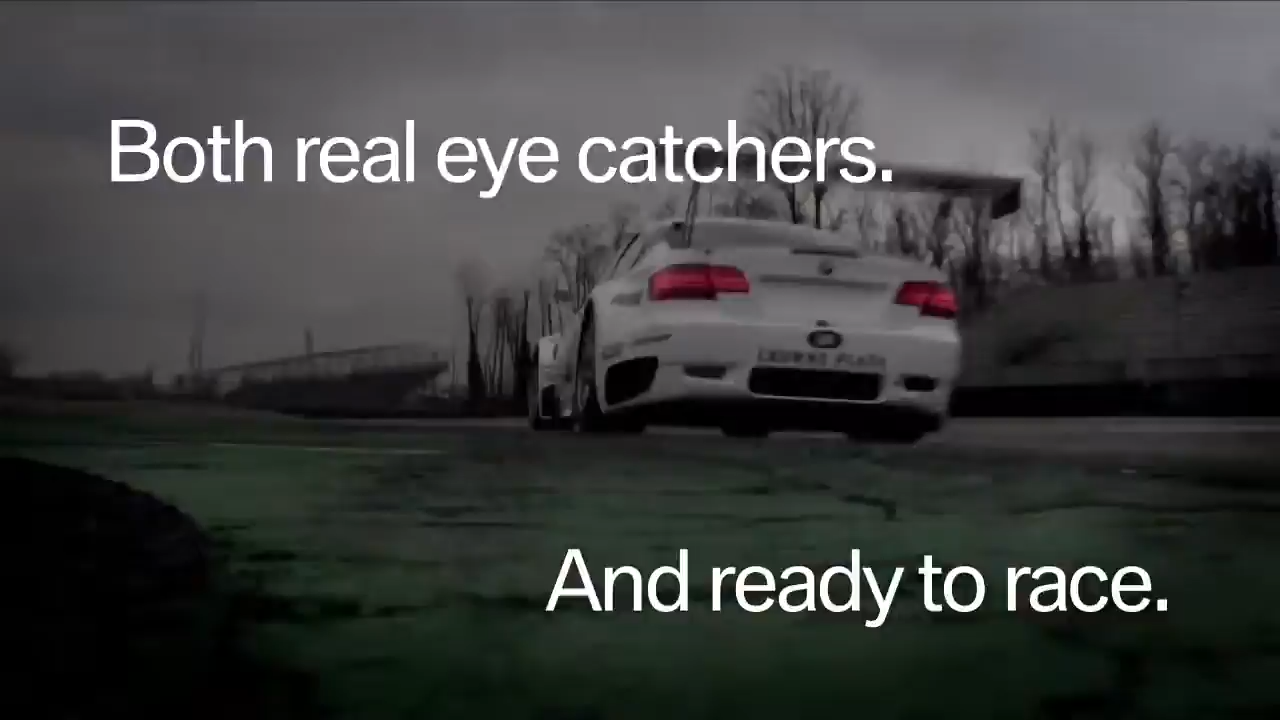 Both real eye catchers.
And ready to race.